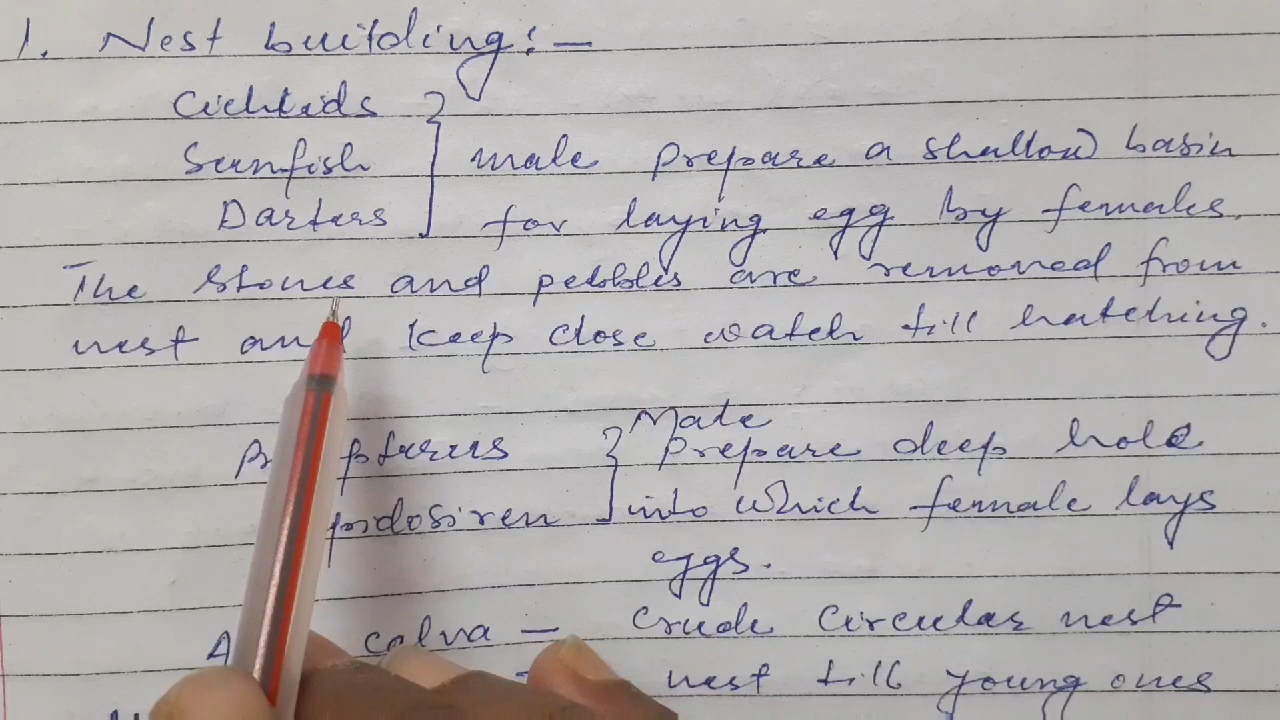 1. Nest building: —
Cichlids
Sunfish } male prepare a shallow basin
Darters for laying egg by females.
The stones and pebbles are removed from
nest and keep close watch till hatching.
Male
prepare deep hole
into which female lays
eggs.
calva — Crude Circular nest
nest till young ones